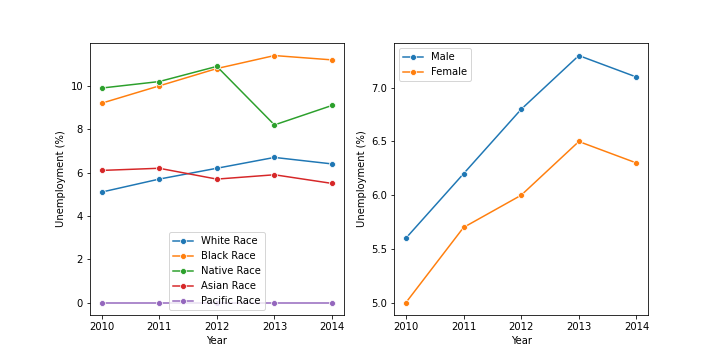 Unemployment (%)
10
8
6
4
2
0
White Race
Black Race
Native Race
Asian Race
Pacific Race
2010 2011 2012 2013 2014
Year
Male
Female
Unemployment (%)
7.0
6.5
6.0
5.5
5.0
2010 2011 2012 2013 2014
Year